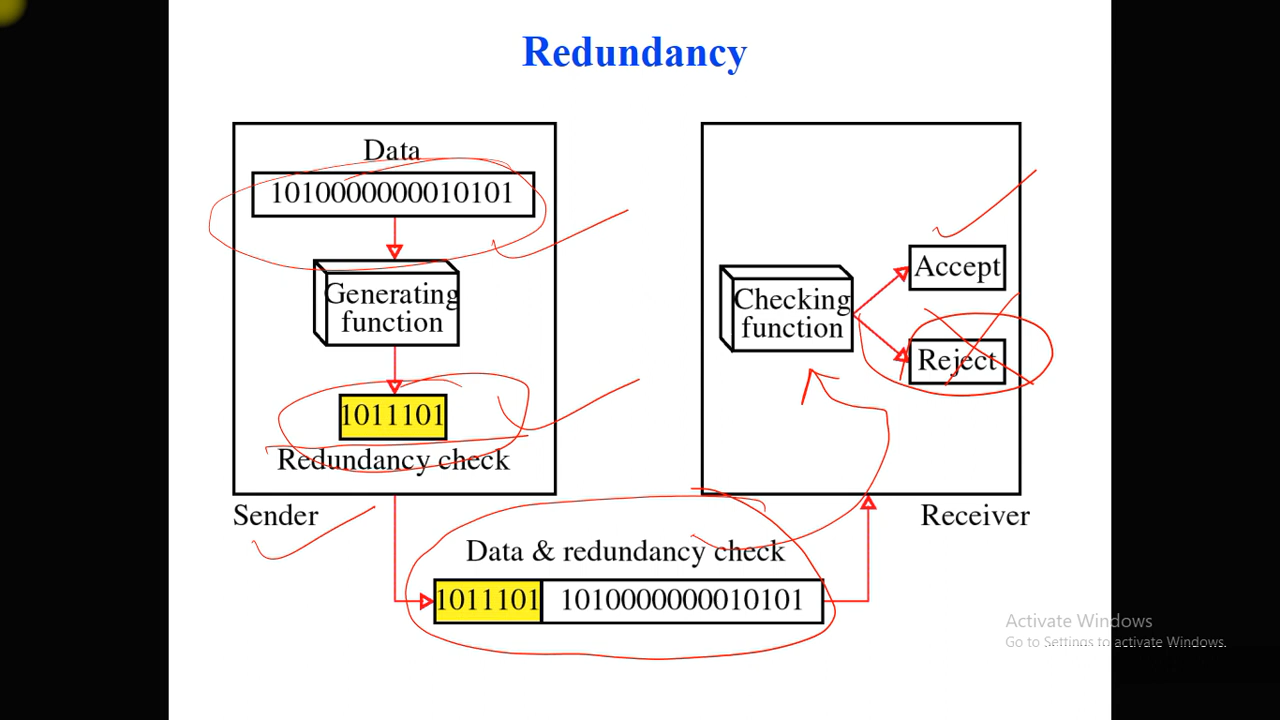 Redundancy
Data
1010000000010101
Generating
function
1011101
Redundancy check
Sender
Checking
function
Accept
Reject
Receiver
Data & redundancy check
1011101 1010000000010101
Activate Windows
Go to Settings to activate Windows.